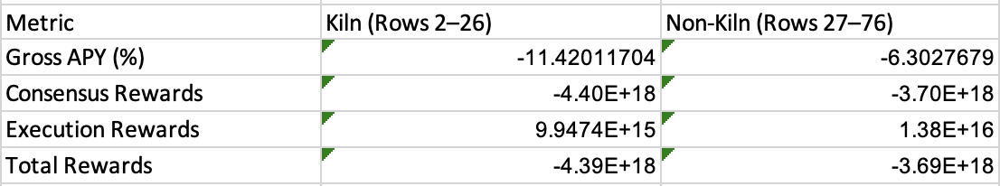 Metric Kiln (Rows 2–26) Non-Kiln (Rows 27–76)
Gross APY (%) -11.42011704 -6.3027679
Consensus Rewards -4.40E+18 -3.70E+18
Execution Rewards 9.9474E+15 1.38E+16
Total Rewards -4.39E+18 -3.69E+18